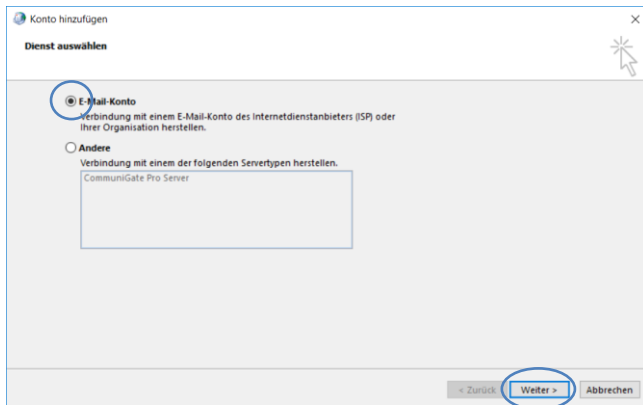 Konto hinzufügen
Dienst auswählen
E-Mail-Konto
Verbindung mit einem E-Mail-Konto des Internetdienstanbieters (ISP) oder
Ihrer Organisation herstellen.
Andere
Verbindung mit einem der folgenden Servertypen herstellen.
CommuniGate Pro Server
< Zurück
Weiter >
Abbrechen